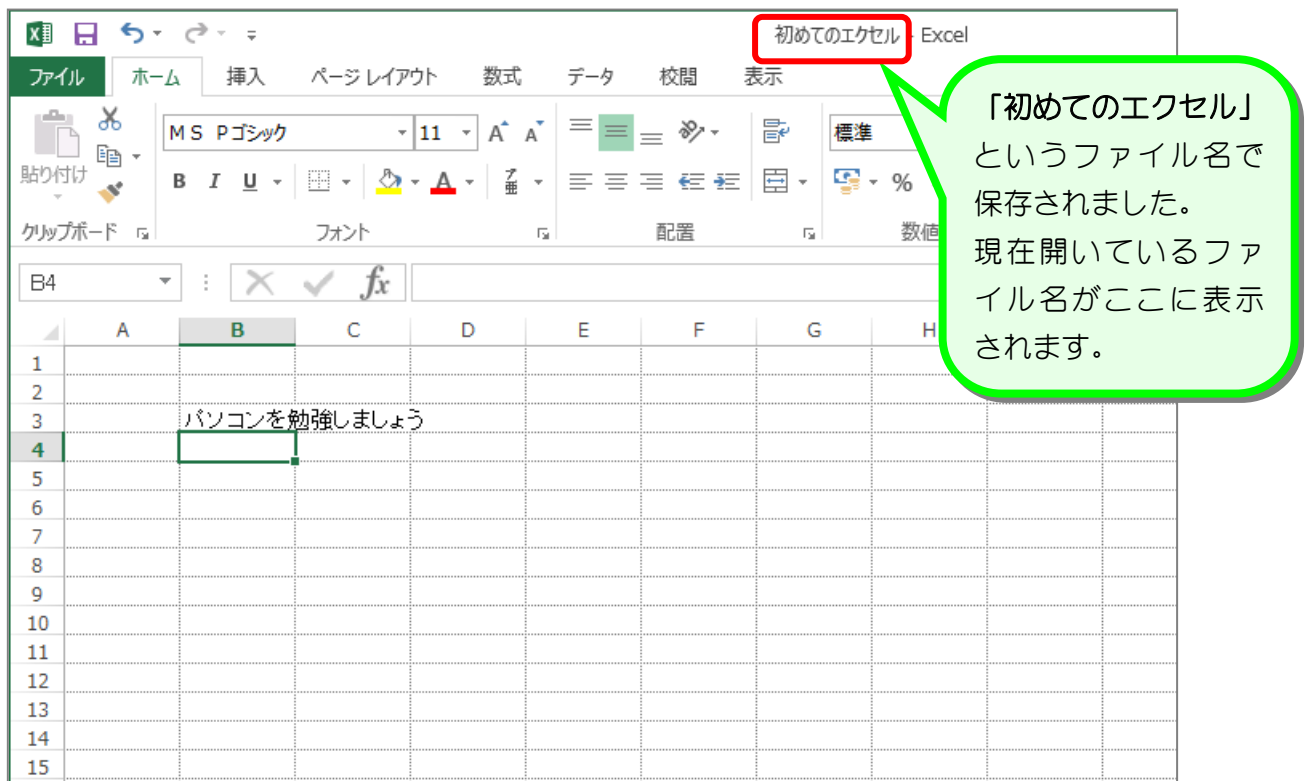 初めてのエクセル - Excel
ファイル ホーム 挿入 ページ レイアウト 数式 データ 校閲 表示
ＭＳ Ｐゴシック 11 A A 標準
貼り付け B I U A ア 亜 %
クリップボード フォント 配置 数値
B4 fx
A B C D E F G H
1
2
3 パソコンを勉強しましょう
4
5
6
7
8
9
10
11
12
13
14
15
「初めてのエクセル」
というファイル名で
保存されました。
現在開いているファ
イル名がここに表示
されます。